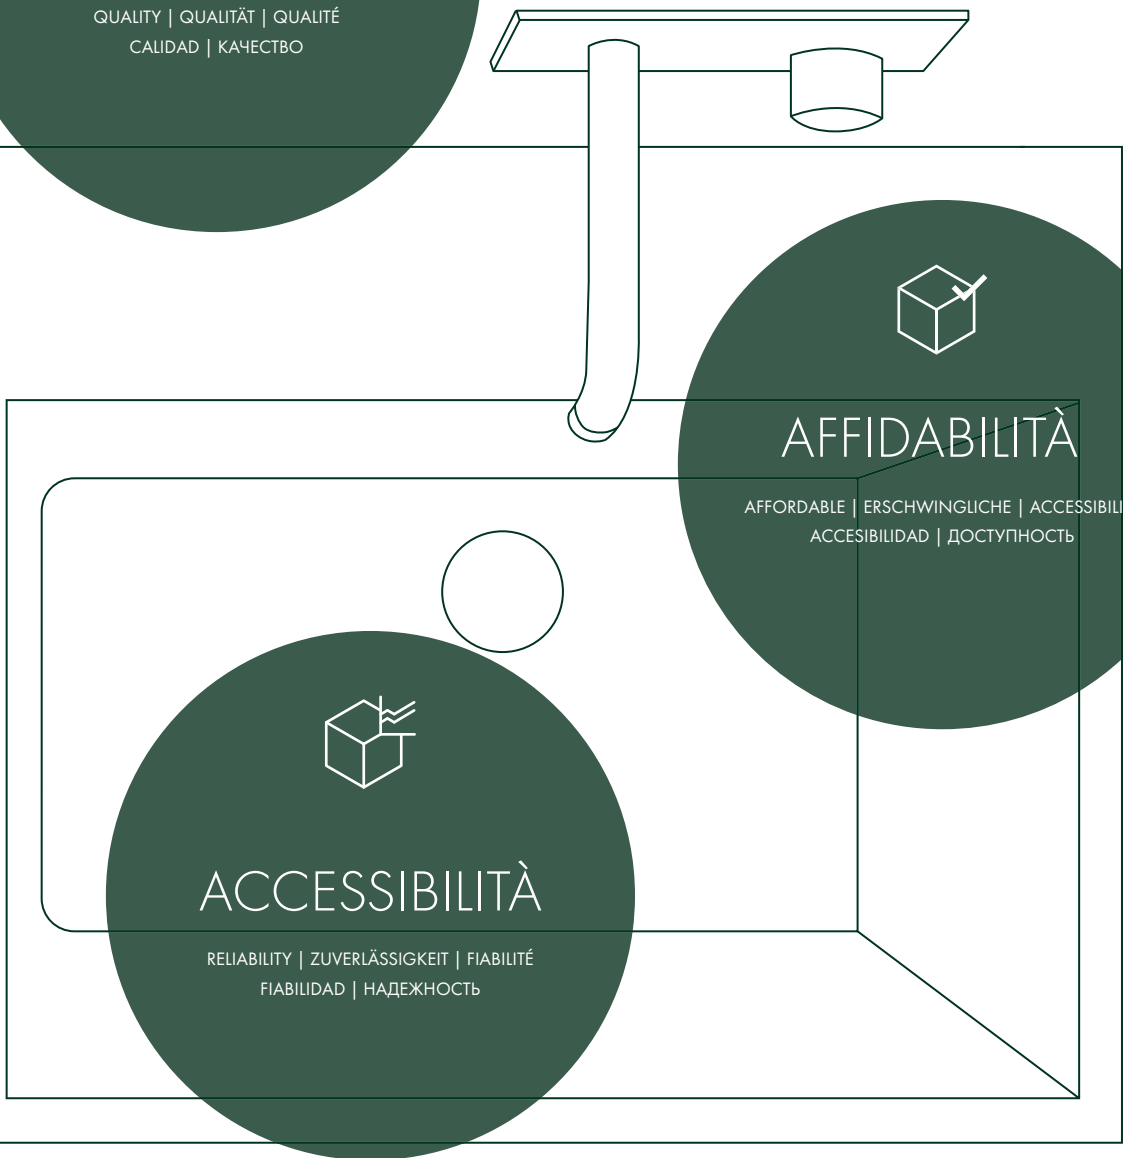 QUALITY | QUALITÄT | QUALITÉ
CALIDAD | КАЧЕСТВО
AFFIDABILITÀ
AFFORDABLE | ERSCHWINGLICHE | ACCESSIBILI
ACCESIBILIDAD | ДОСТУПНОСТЬ
ACCESSIBILITÀ
RELIABILITY | ZUVERLÄSSIGKEIT | FIABILITÉ
FIABILIDAD | НАДЕЖНОСТЬ